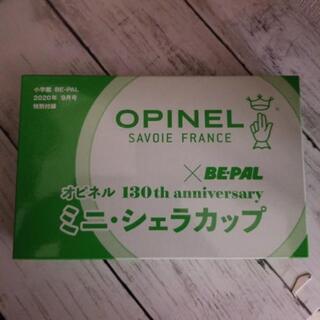 小学館 BE-PAL
2020年 9月号
特別付録
OPINEL
SAVOIE FRANCE
×BE-PAL
オピネル 130th anniversary
ミニ・シェラカップ